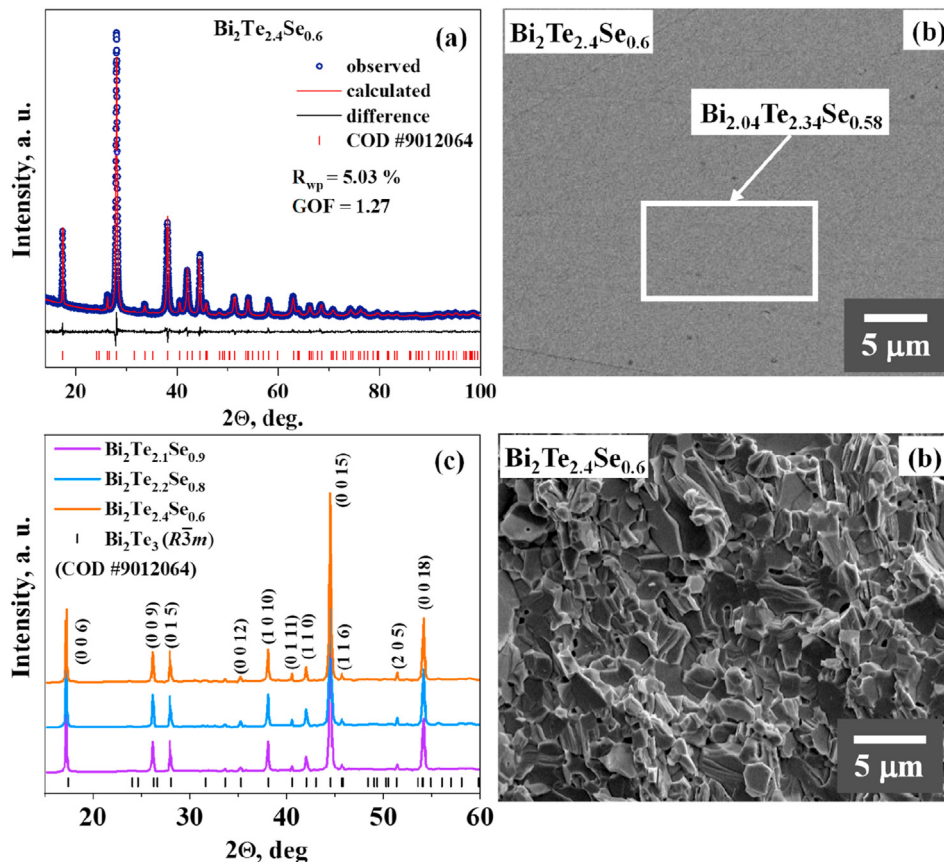 Bi₂Te₂.₄Se₀.₆
(a)
observed
calculated
difference
COD #9012064
R_wp = 5.03 %
GOF = 1.27
Intensity, a. u.
20 40 60 80 100
2Θ, deg.
Bi₂Te₂.₄Se₀.₆
(b)
Bi₂.₀₄Te₂.₃₄Se₀.₅₈
5 µm
Bi₂Te₂.₁Se₀.₉
(c)
Bi₂Te₂.₂Se₀.₈
Bi₂Te₂.₄Se₀.₆
Bi₂Te₃ (R3̅m)
(COD #9012064)
Intensity, a. u.
(0 0 6)
(0 0 9)
(0 1 5)
(0 0 12)
(1 0 10)
(0 1 11)
(1 1 0)
(0 0 15)
(1 1 6)
(2 0 5)
(0 0 18)
20 30 40 50 60
2Θ, deg
Bi₂Te₂.₄Se₀.₆
(b)
5 µm